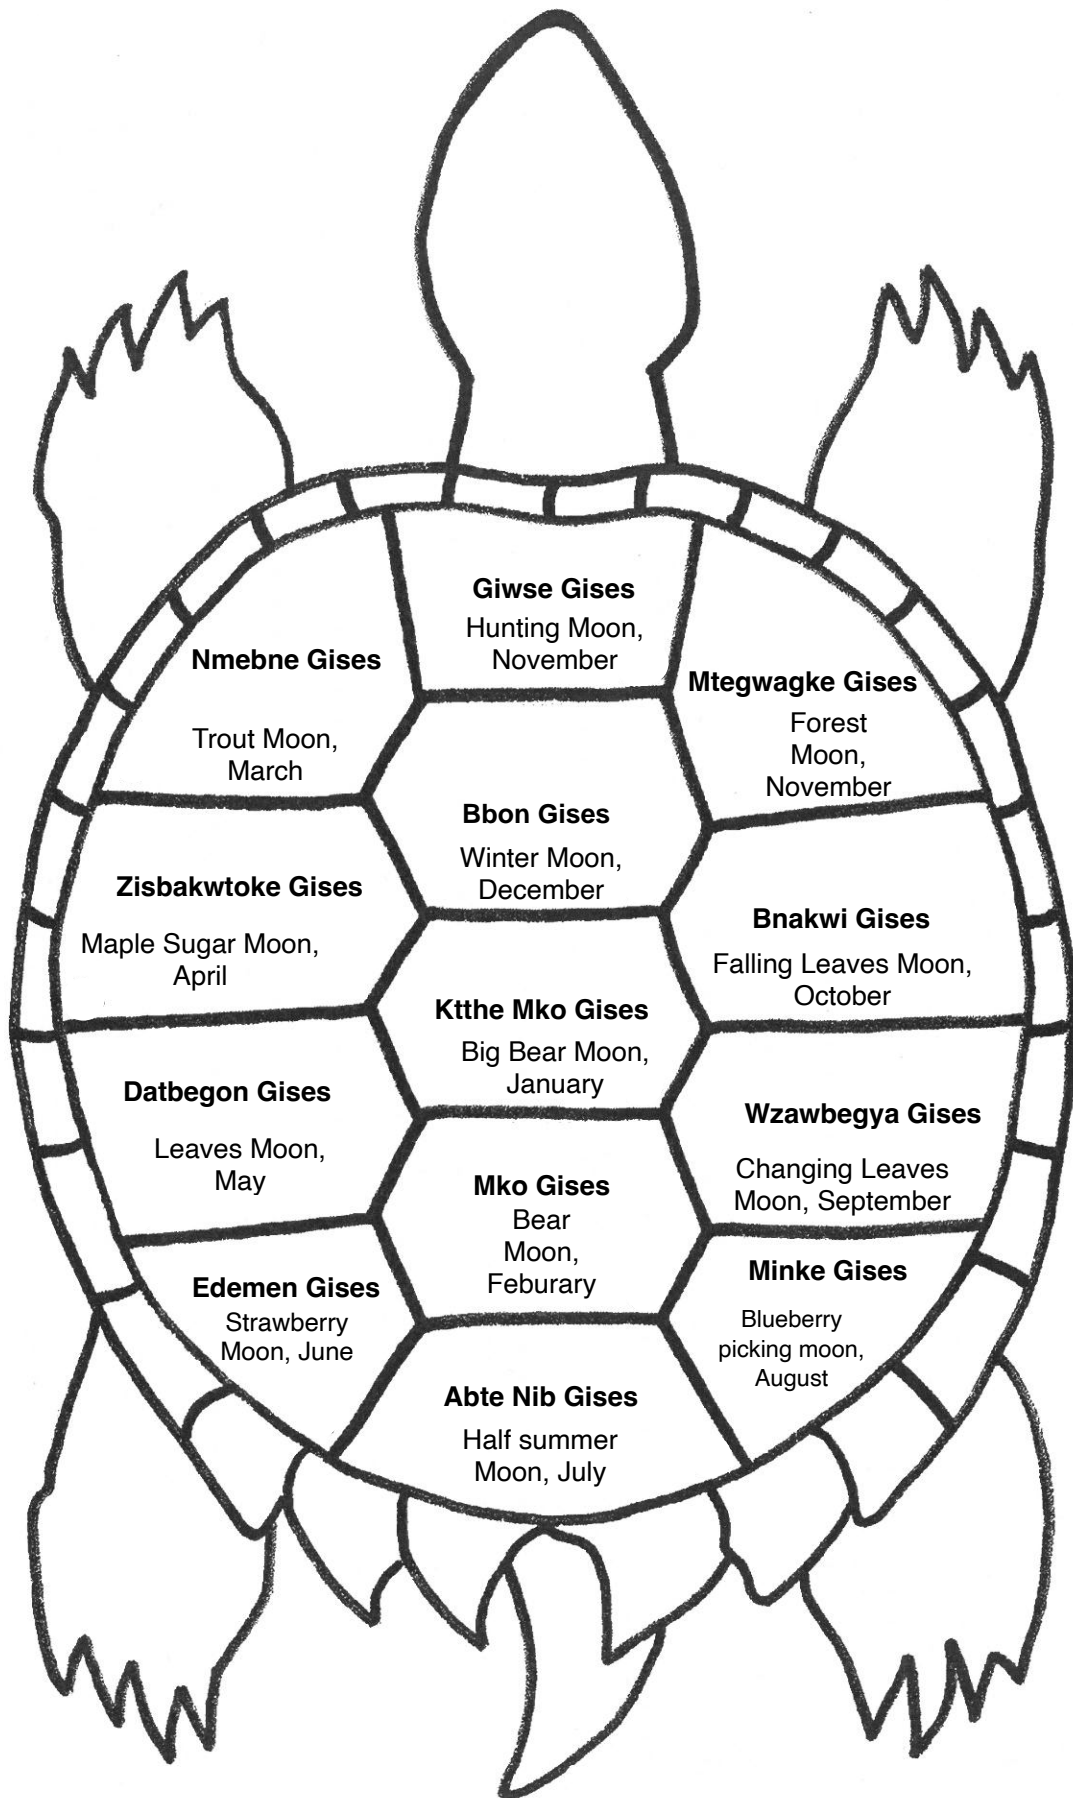 Giwse Gises
Hunting Moon,
November
Nmebne Gises
Trout Moon,
March
Mtegwagke Gises
Forest
Moon,
November
Bbon Gises
Winter Moon,
December
Zisbakwtoke Gises
Maple Sugar Moon,
April
Bnakwi Gises
Falling Leaves Moon,
October
Ktthe Mko Gises
Big Bear Moon,
January
Datbegon Gises
Leaves Moon,
May
Wzawbegya Gises
Changing Leaves
Moon, September
Mko Gises
Bear
Moon,
Feburary
Edemen Gises
Strawberry
Moon, June
Minke Gises
Blueberry
picking moon,
August
Abte Nib Gises
Half summer
Moon, July